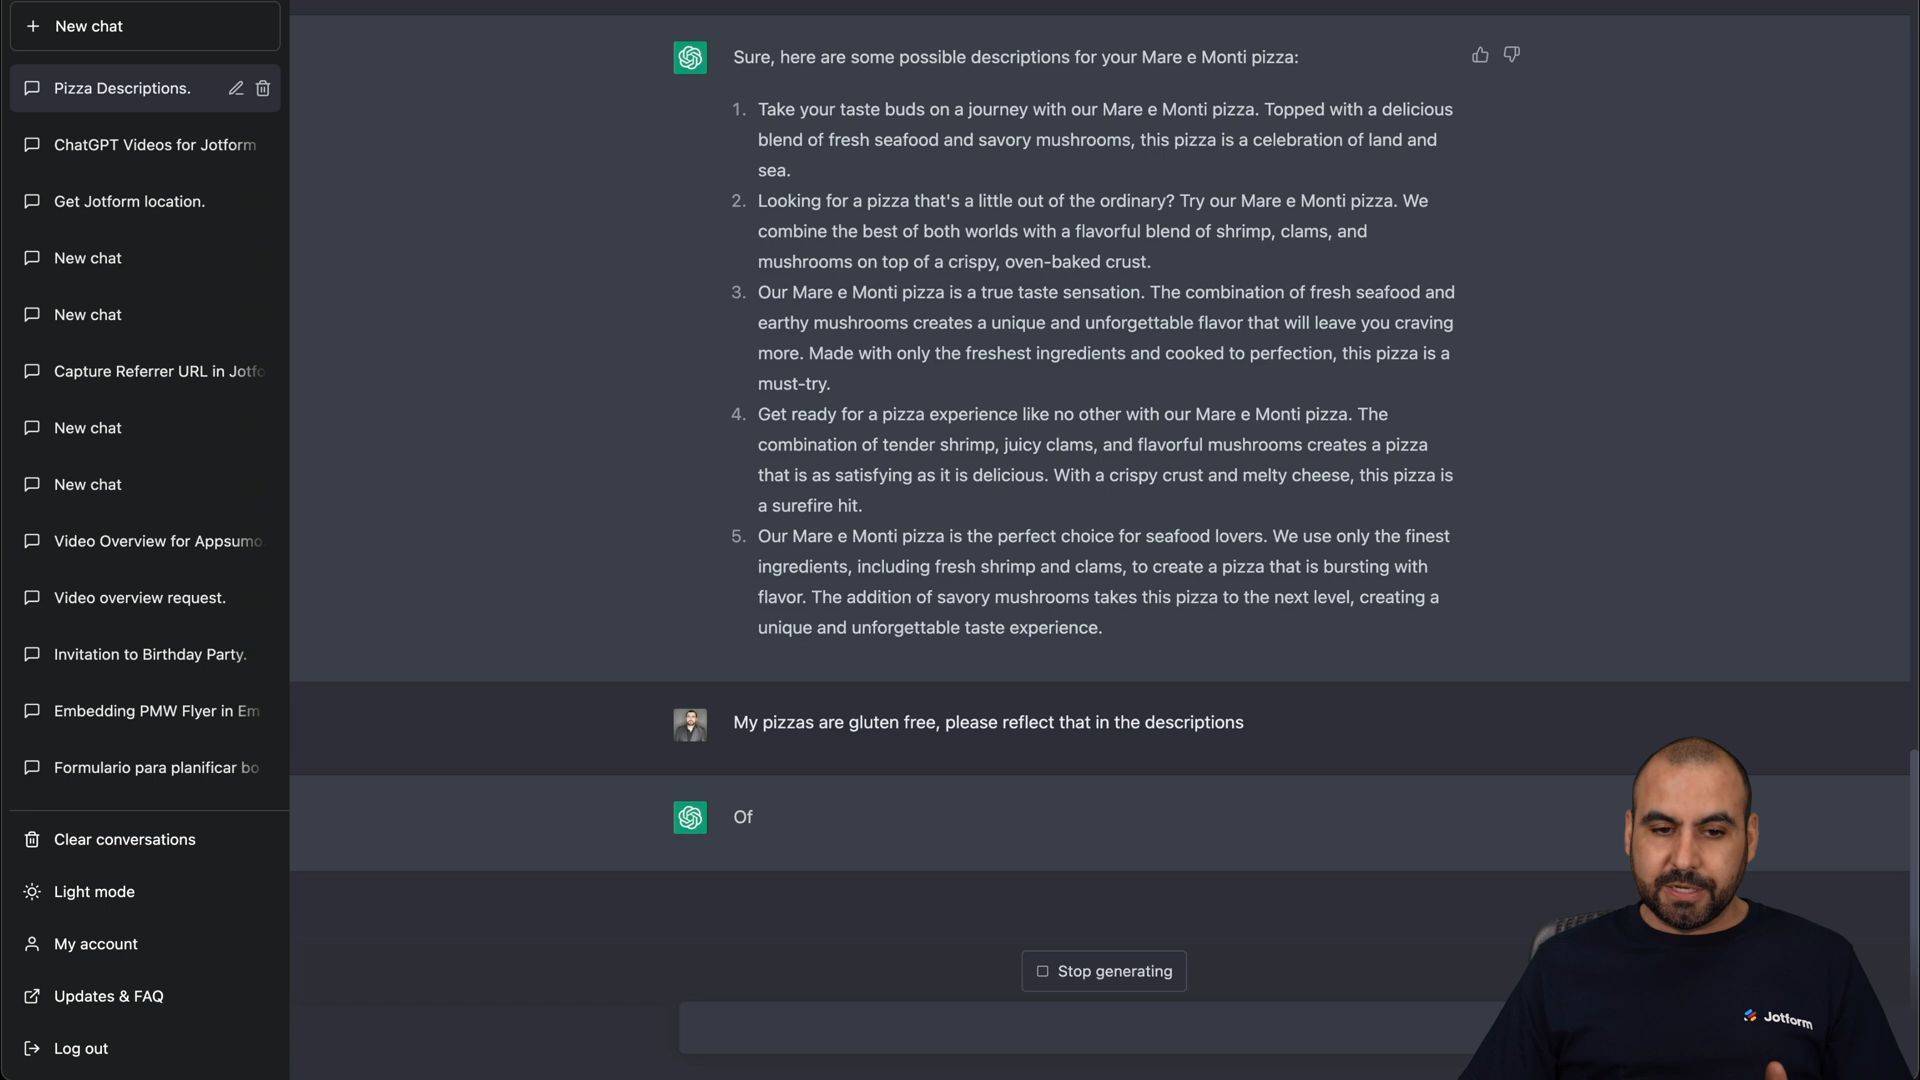 New chat
Pizza Descriptions.
ChatGPT Videos for Jotform
Get Jotform location.
New chat
New chat
Capture Referrer URL in Jotfo
New chat
New chat
Video Overview for Appsumo
Video overview request.
Invitation to Birthday Party.
Embedding PMW Flyer in Em
Formulario para planificar bo
Clear conversations
Light mode
My account
Updates & FAQ
Log out
Sure, here are some possible descriptions for your Mare e Monti pizza:
1. Take your taste buds on a journey with our Mare e Monti pizza. Topped with a delicious
blend of fresh seafood and savory mushrooms, this pizza is a celebration of land and
sea.
2. Looking for a pizza that's a little out of the ordinary? Try our Mare e Monti pizza. We
combine the best of both worlds with a flavorful blend of shrimp, clams, and
mushrooms on top of a crispy, oven-baked crust.
3. Our Mare e Monti pizza is a true taste sensation. The combination of fresh seafood and
earthy mushrooms creates a unique and unforgettable flavor that will leave you craving
more. Made with only the freshest ingredients and cooked to perfection, this pizza is a
must-try.
4. Get ready for a pizza experience like no other with our Mare e Monti pizza. The
combination of tender shrimp, juicy clams, and flavorful mushrooms creates a pizza
that is as satisfying as it is delicious. With a crispy crust and melty cheese, this pizza is
a surefire hit.
5. Our Mare e Monti pizza is the perfect choice for seafood lovers. We use only the finest
ingredients, including fresh shrimp and clams, to create a pizza that is bursting with
flavor. The addition of savory mushrooms takes this pizza to the next level, creating a
unique and unforgettable taste experience.
My pizzas are gluten free, please reflect that in the descriptions
Of
Stop generating
Jotform